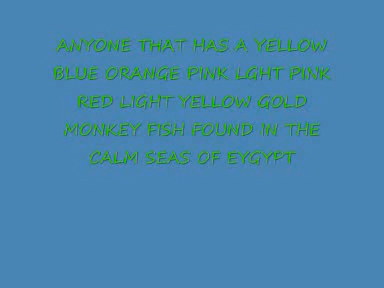 ANYONE THAT HAS A YELLOW
BLUE ORANGE PINK LGHT PINK
RED LIGHT YELLOW GOLD
MONKEY FISH FOUND IN THE
CALM SEAS OF EYGYPT